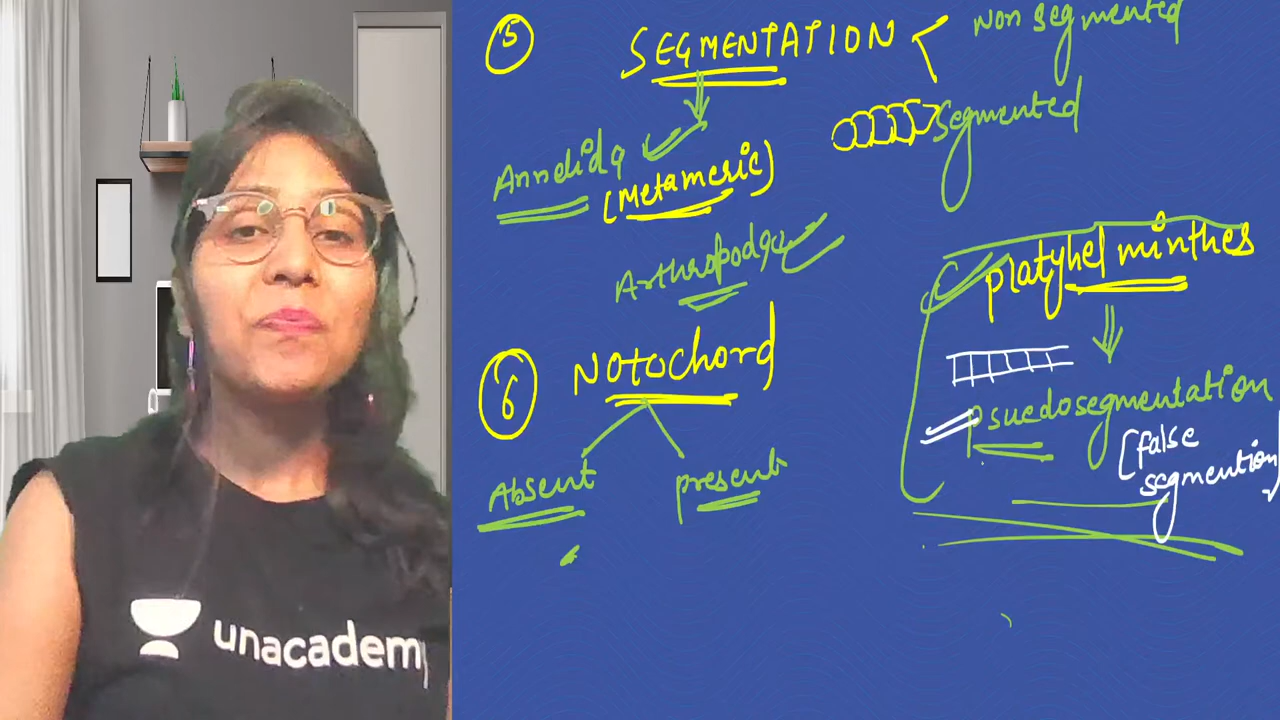 5 SEGMENTATION
Non segmented
segmented
Annelida
(Metameric)
Arthropoda
platyhelminthes
psuedosegmentation
[false
segmention]
6 Notochord
Absent present
unacademy